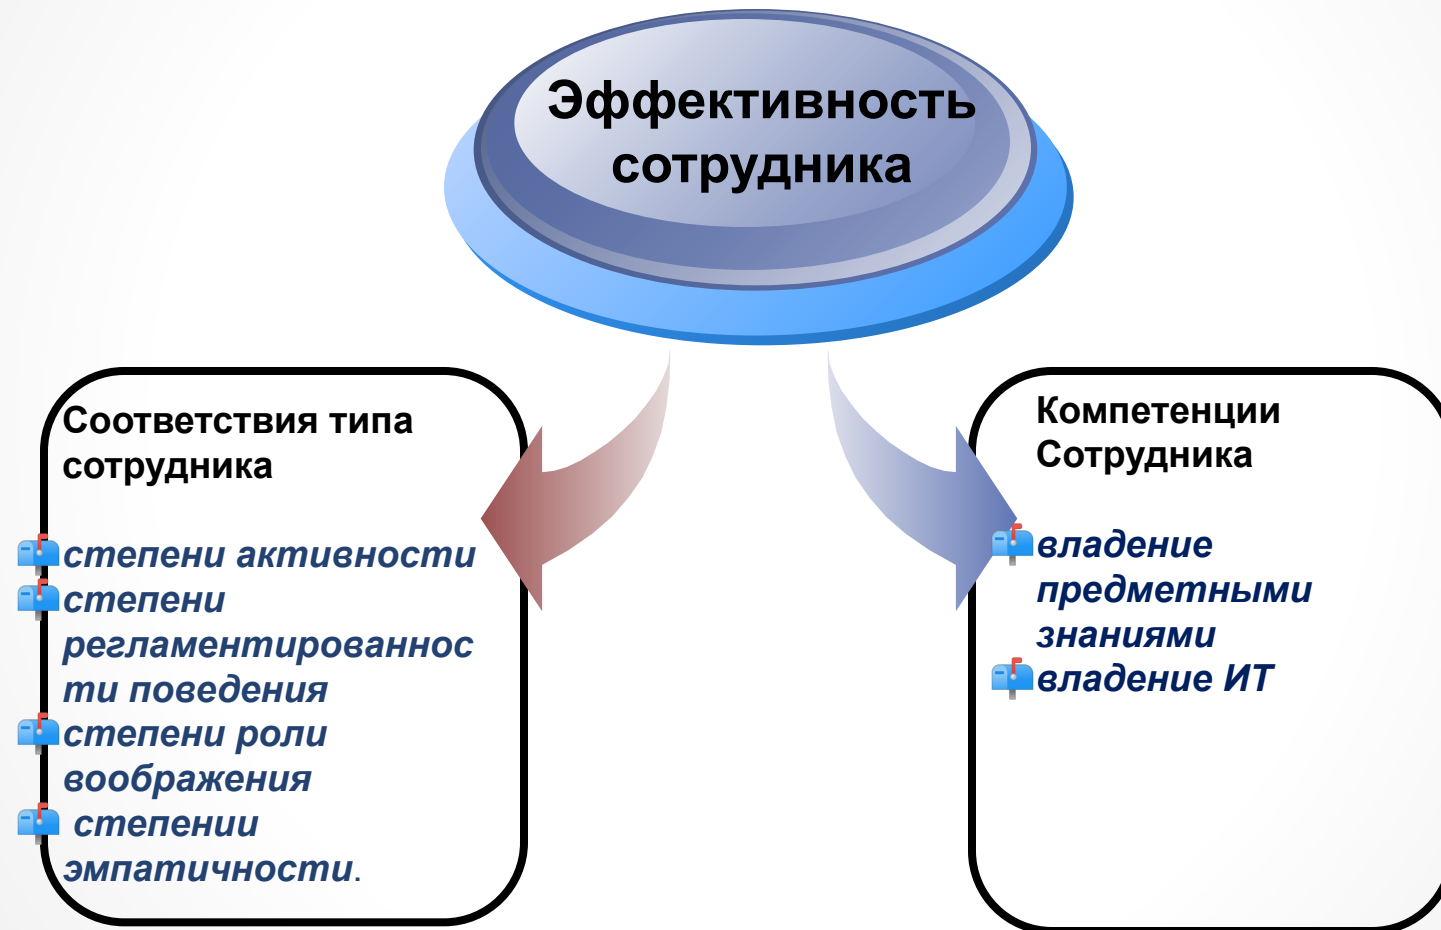 Эффективность
сотрудника
Соответствия типа
сотрудника
степени активности
степени
регламентированнос
ти поведения
степени роли
воображения
степении
эмпатичности.
Компетенции
Сотрудника
владение
предметными
знаниями
владение ИТ